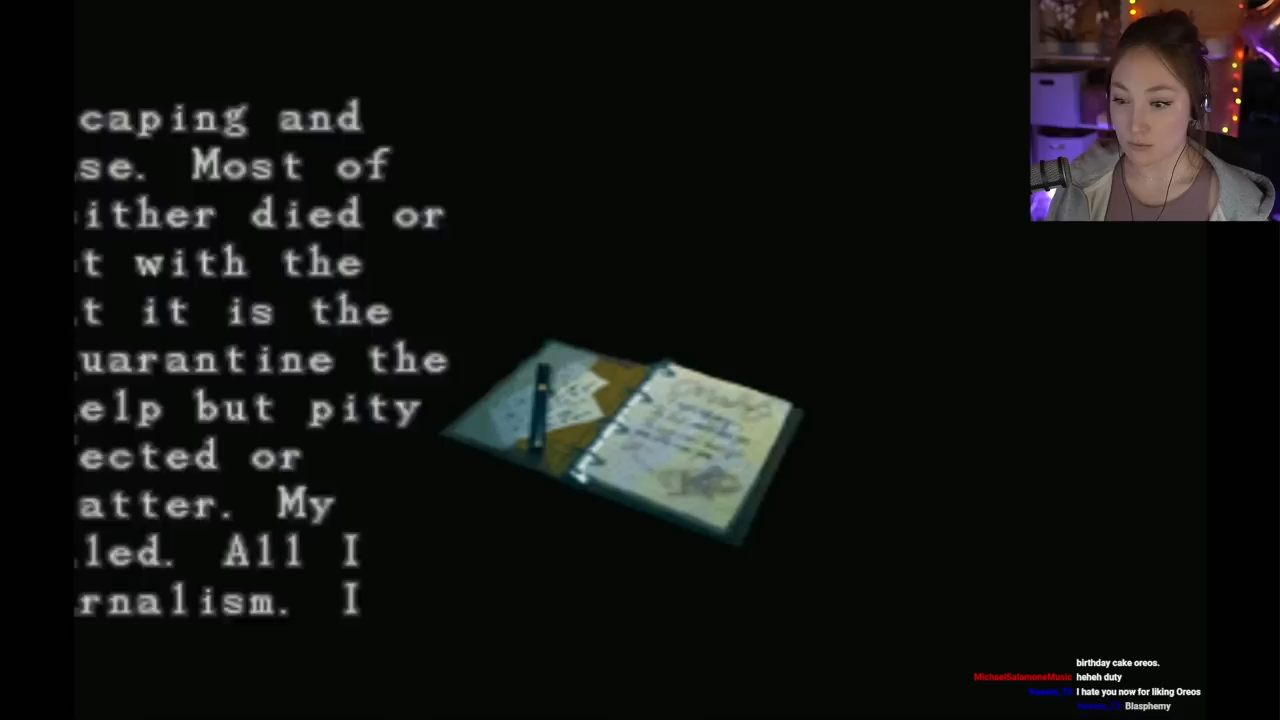 caping and
se. Most of
ither died or
t with the
t it is the
uarantine the
elp but pity
ected or
atter. My
led. All I
rnalism. I
birthday cake oreos.
MichaelSalamoneMusic heheh duty
I hate you now for liking Oreos
Blasphemy